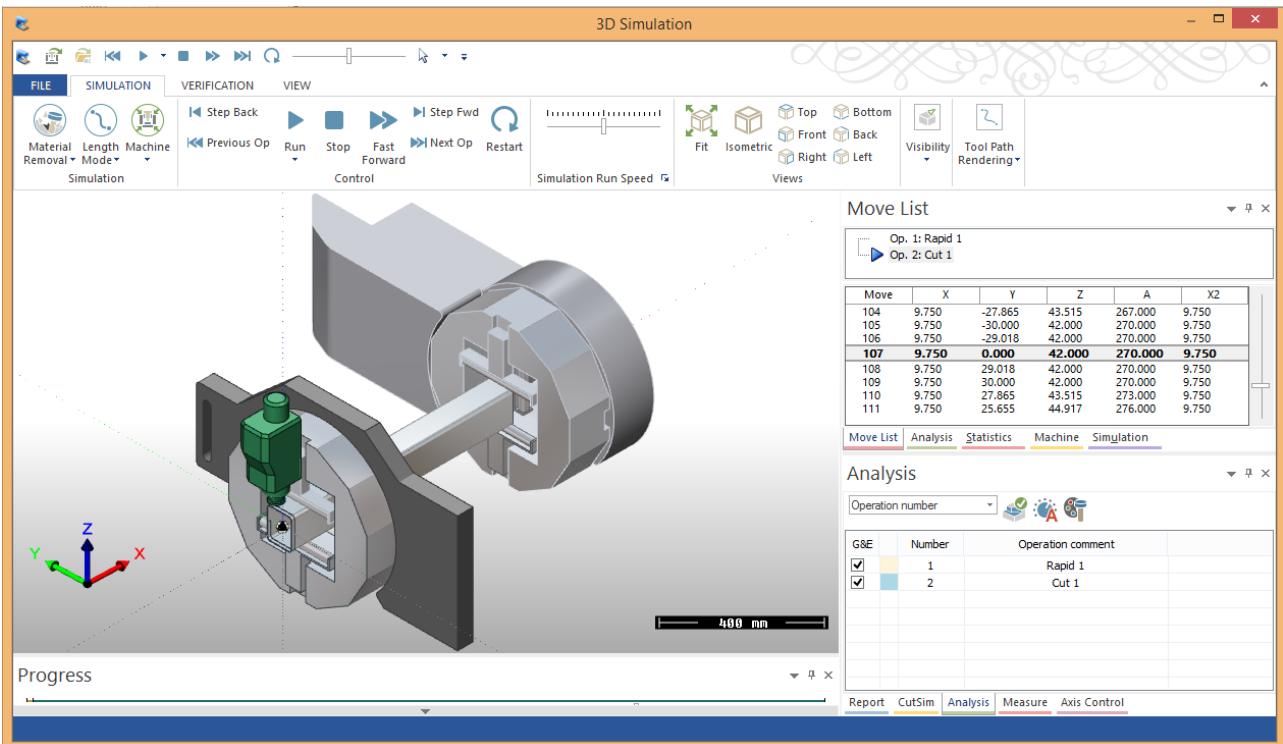 3D Simulation
FILE SIMULATION VERIFICATION VIEW
Step Back Step Fwd Top Bottom
Previous Op Next Op Front Back
Right Left
Material Length Machine Run Stop Fast Restart Fit Isometric Visibility Tool Path
Removal Mode Forward Rendering
Simulation Control Simulation Run Speed Views
Move List
Op. 1: Rapid 1
Op. 2: Cut 1
Move X Y Z A X2
104 9.750 -27.865 43.515 267.000 9.750
105 9.750 -30.000 42.000 270.000 9.750
106 9.750 -29.018 42.000 270.000 9.750
107 9.750 0.000 42.000 270.000 9.750
108 9.750 29.018 42.000 270.000 9.750
109 9.750 30.000 42.000 270.000 9.750
110 9.750 27.865 43.515 273.000 9.750
111 9.750 25.655 44.917 276.000 9.750
Move List Analysis Statistics Machine Simulation
Analysis
Operation number
A
G&E Number Operation comment
1 Rapid 1
2 Cut 1
Z
Y X
400 mm
Progress
Report CutSim Analysis Measure Axis Control